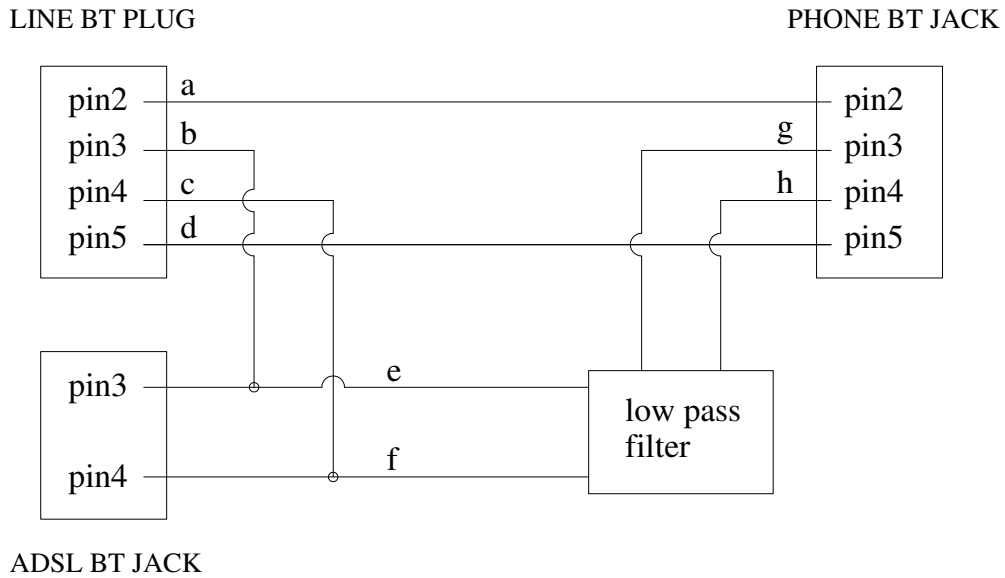 LINE BT PLUG
PHONE BT JACK
pin2
a
pin2
pin3
b
g
pin3
pin4
c
h
pin4
pin5
d
pin5
pin3
e
low pass
filter
pin4
f
ADSL BT JACK